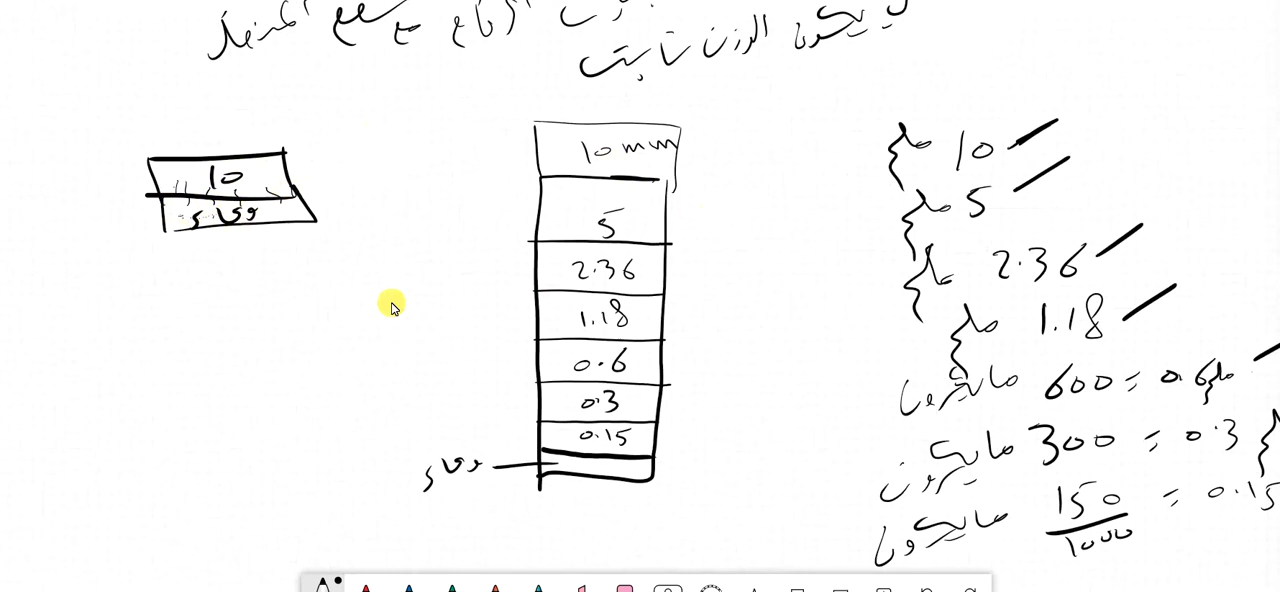 يكون الوزن ثابت
10
وعاء
10 mm
5
2.36
1.18
0.6
0.3
0.15
وعاء
10 ملم
5 ملم
2.36 ملم
1.18 ملم
600 مايكرون = 0.6 ملم
300 مايكرون = 0.3
150 مايكرون = 0.15
1000